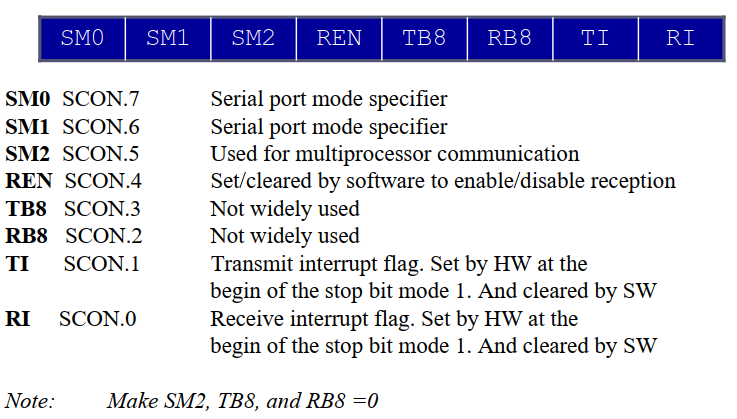 SM0 SM1 SM2 REN TB8 RB8 TI RI
SM0 SCON.7 Serial port mode specifier
SM1 SCON.6 Serial port mode specifier
SM2 SCON.5 Used for multiprocessor communication
REN SCON.4 Set/cleared by software to enable/disable reception
TB8 SCON.3 Not widely used
RB8 SCON.2 Not widely used
TI SCON.1 Transmit interrupt flag. Set by HW at the
begin of the stop bit mode 1. And cleared by SW
RI SCON.0 Receive interrupt flag. Set by HW at the
begin of the stop bit mode 1. And cleared by SW
Note: Make SM2, TB8, and RB8 =0